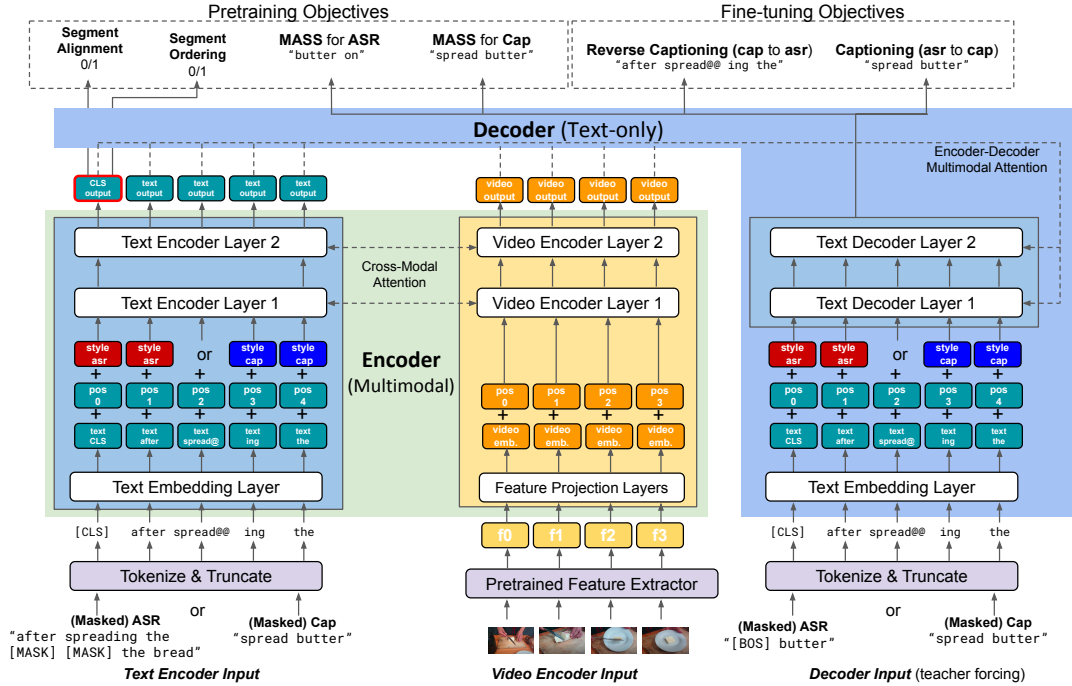 Pretraining Objectives
Fine-tuning Objectives
Segment
Alignment
0/1
Segment
Ordering
0/1
MASS for ASR
"butter on"
MASS for Cap
"spread butter"
Reverse Captioning (cap to asr)
"after spread@@ ing the"
Captioning (asr to cap)
"spread butter"
Decoder (Text-only)
Encoder-Decoder
Multimodal Attention
CLS output
text output
text output
text output
text output
video output
video output
video output
video output
Text Encoder Layer 2
Video Encoder Layer 2
Text Decoder Layer 2
Cross-Modal
Attention
Text Encoder Layer 1
Video Encoder Layer 1
Text Decoder Layer 1
Encoder
(Multimodal)
style asr
style asr
or
style cap
style cap
+ + + + +
pos 0
pos 1
pos 2
pos 3
pos 4
+ + + + +
text CLS
text after
text spread@
text ing
text the
Text Embedding Layer
pos 0
pos 1
pos 2
pos 3
+ + + +
video emb.
video emb.
video emb.
video emb.
Feature Projection Layers
style asr
style asr
or
style cap
style cap
+ + + + +
pos 0
pos 1
pos 2
pos 3
pos 4
+ + + + +
text CLS
text after
text spread@
text ing
text the
Text Embedding Layer
[CLS] after spread@@ ing the
f0 f1 f2 f3
[CLS] after spread@@ ing the
Tokenize & Truncate
Pretrained Feature Extractor
Tokenize & Truncate
(Masked) ASR
"after spreading the
[MASK] [MASK] the bread"
or
(Masked) Cap
"spread butter"
(Masked) ASR
"[BOS] butter"
or
(Masked) Cap
"spread butter"
Text Encoder Input
Video Encoder Input
Decoder Input (teacher forcing)